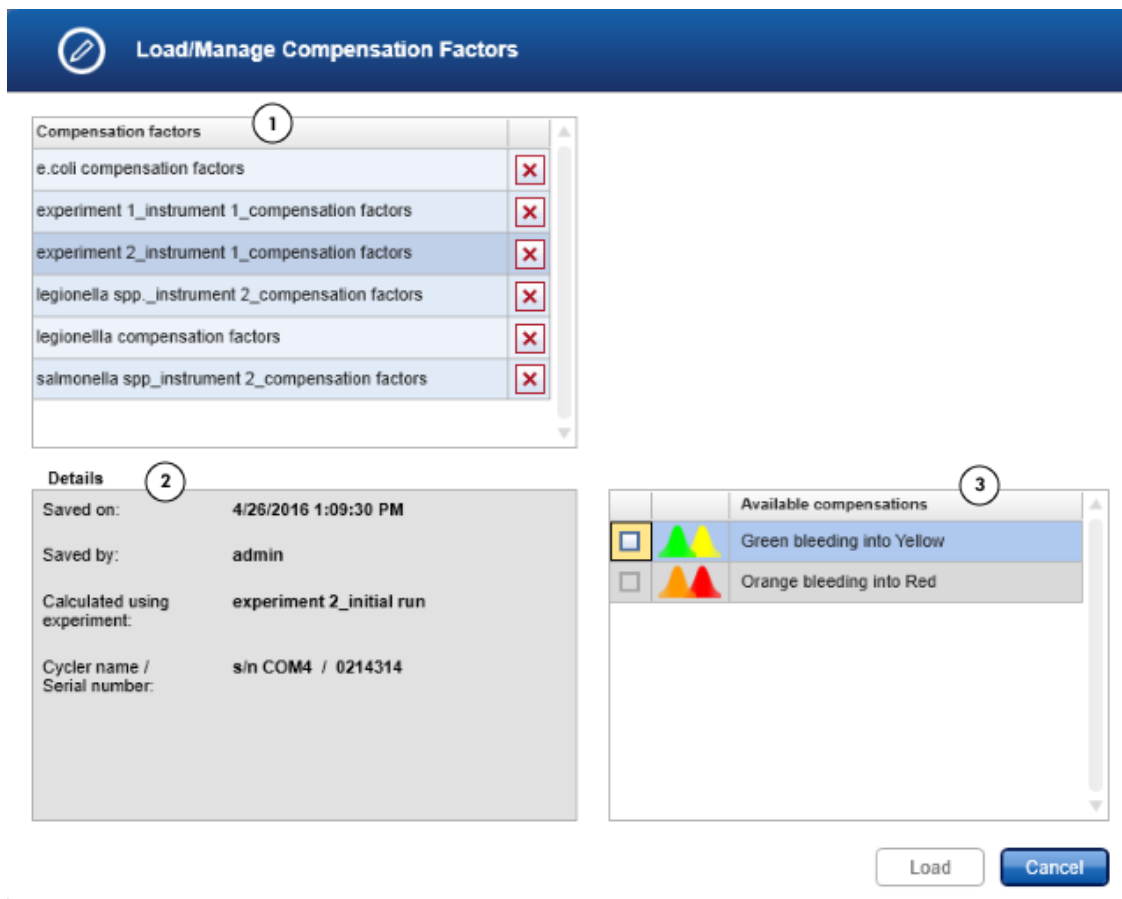 Load/Manage Compensation Factors
1
Compensation factors
e.coli compensation factors
experiment 1_instrument 1_compensation factors
experiment 2_instrument 1_compensation factors
legionella spp._instrument 2_compensation factors
legionellla compensation factors
salmonella spp_instrument 2_compensation factors
Details
2
Saved on: 4/26/2016 1:09:30 PM
Saved by: admin
Calculated using experiment 2_initial run
experiment:
Cycler name / s/n COM4 / 0214314
Serial number:
3
Available compensations
Green bleeding into Yellow
Orange bleeding into Red
Load Cancel